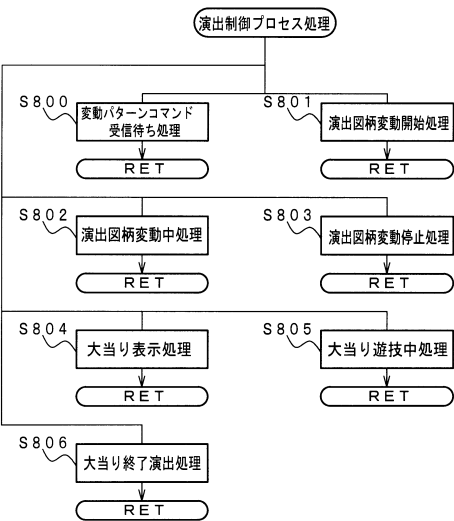 演出制御プロセス処理
S800
変動パターンコマンド
受信待ち処理
RET
S801
演出図柄変動開始処理
RET
S802
演出図柄変動中処理
RET
S803
演出図柄変動停止処理
RET
S804
大当り表示処理
RET
S805
大当り遊技中処理
RET
S806
大当り終了演出処理
RET